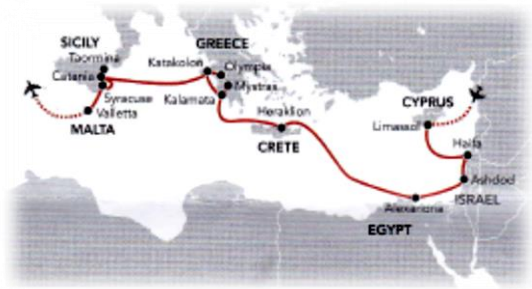 SICILY
Taormina
Catania
Syracuse
Valletta
MALTA
GREECE
Katakolon
Olympia
Mystras
Kalamata
Heraklion
CRETE
CYPRUS
Limassol
Haifa
Ashdod
ISRAEL
Alexandria
EGYPT